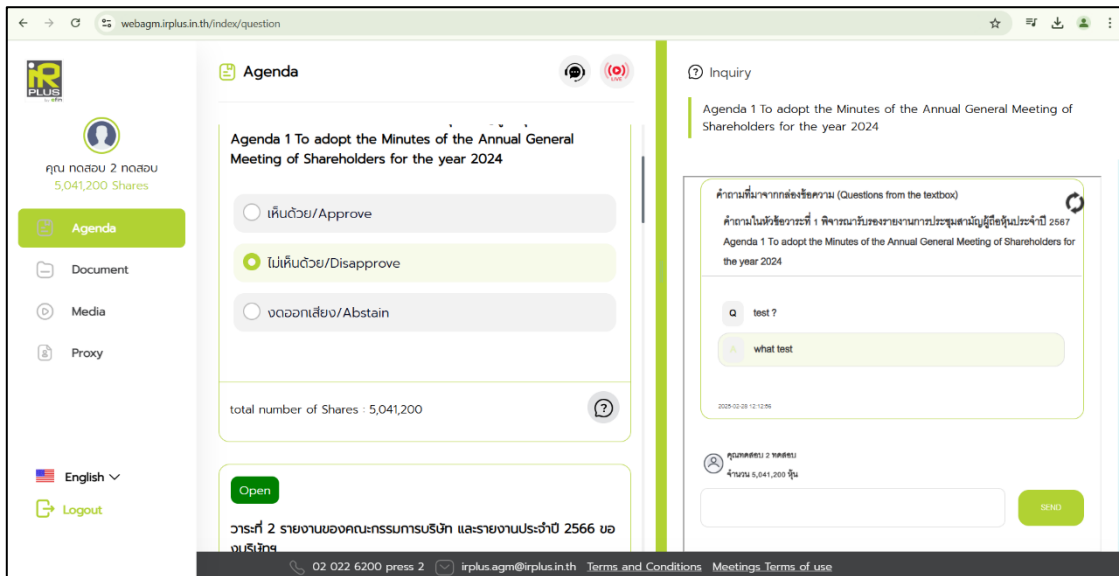 webagm.irplus.in.th/index/question
iR
PLUS
by efin
คุณ ทดสอบ 2 ทดสอบ
5,041,200 Shares
Agenda
Document
Media
Proxy
English
Logout
Agenda
LIVE
Agenda 1 To adopt the Minutes of the Annual General
Meeting of Shareholders for the year 2024
เห็นด้วย/Approve
ไม่เห็นด้วย/Disapprove
งดออกเสียง/Abstain
total number of Shares : 5,041,200
Open
วาระที่ 2 รายงานของคณะกรรมการบริษัท และรายงานประจำปี 2566 ขอ
งบริษัทฯ
Inquiry
Agenda 1 To adopt the Minutes of the Annual General Meeting of
Shareholders for the year 2024
คำถามที่มาจากกล่องข้อความ (Questions from the textbox)
คำถามในหัวข้อวาระที่ 1 พิจารณารับรองรายงานการประชุมสามัญผู้ถือหุ้นประจำปี 2567
Agenda 1 To adopt the Minutes of the Annual General Meeting of Shareholders for
the year 2024
Q test ?
A what test
2025-02-28 12:12:56
คุณทดสอบ 2 ทดสอบ
จำนวน 5,041,200 หุ้น
SEND
02 022 6200 press 2 irplus.agm@irplus.in.th Terms and Conditions Meetings Terms of use